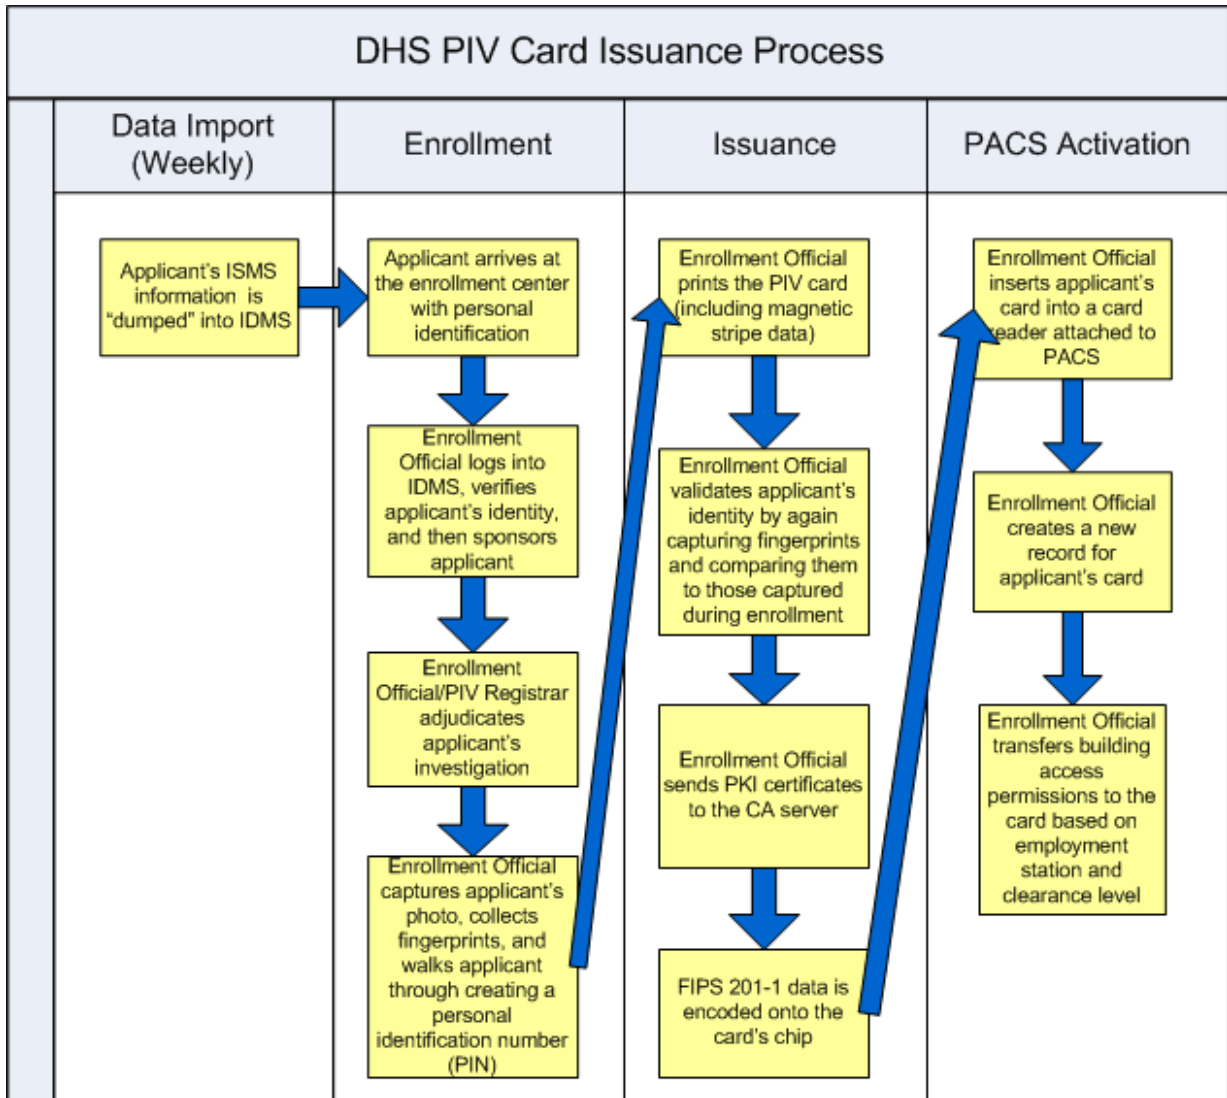 DHS PIV Card Issuance Process
Data Import
(Weekly)
Enrollment
Issuance
PACS Activation
Applicant's ISMS
information is
“dumped” into IDMS
Applicant arrives at
the enrollment center
with personal
identification
Enrollment
Official logs into
IDMS, verifies
applicant's identity,
and then sponsors
applicant
Enrollment
Official/PIV Registrar
adjudicates
applicant's
investigation
Enrollment Official
captures applicant's
photo, collects
fingerprints, and
walks applicant
through creating a
personal
identification number
(PIN)
Enrollment Official
prints the PIV card
(including magnetic
stripe data)
Enrollment Official
validates applicant's
identity by again
capturing fingerprints
and comparing them
to those captured
during enrollment
Enrollment Official
sends PKI certificates
to the CA server
FIPS 201-1 data is
encoded onto the
card's chip
Enrollment Official
inserts applicant's
card into a card
reader attached to
PACS
Enrollment Official
creates a new
record for
applicant's card
Enrollment Official
transfers building
access
permissions to the
card based on
employment
station and
clearance level